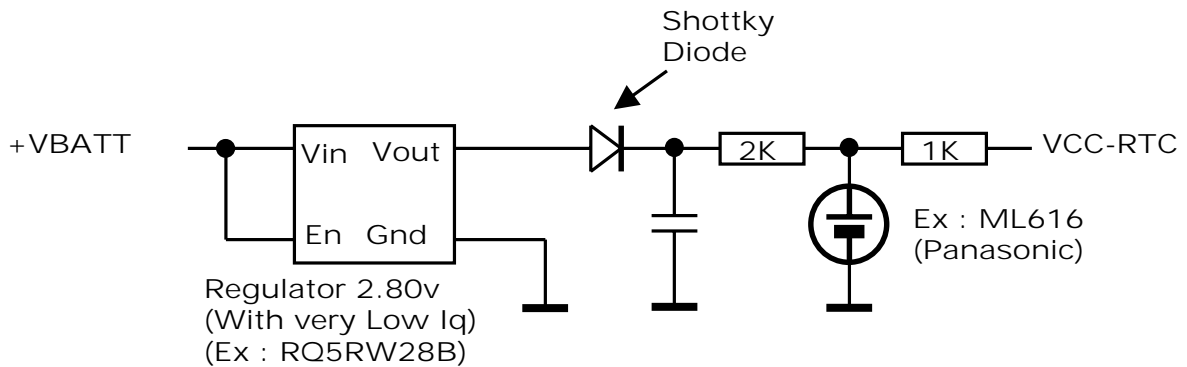 Shottky
Diode
+VBATT
Vin Vout
2K
1K
VCC-RTC
En Gnd
Ex : ML616
(Panasonic)
Regulator 2.80v
(With very Low Iq)
(Ex : RQ5RW28B)